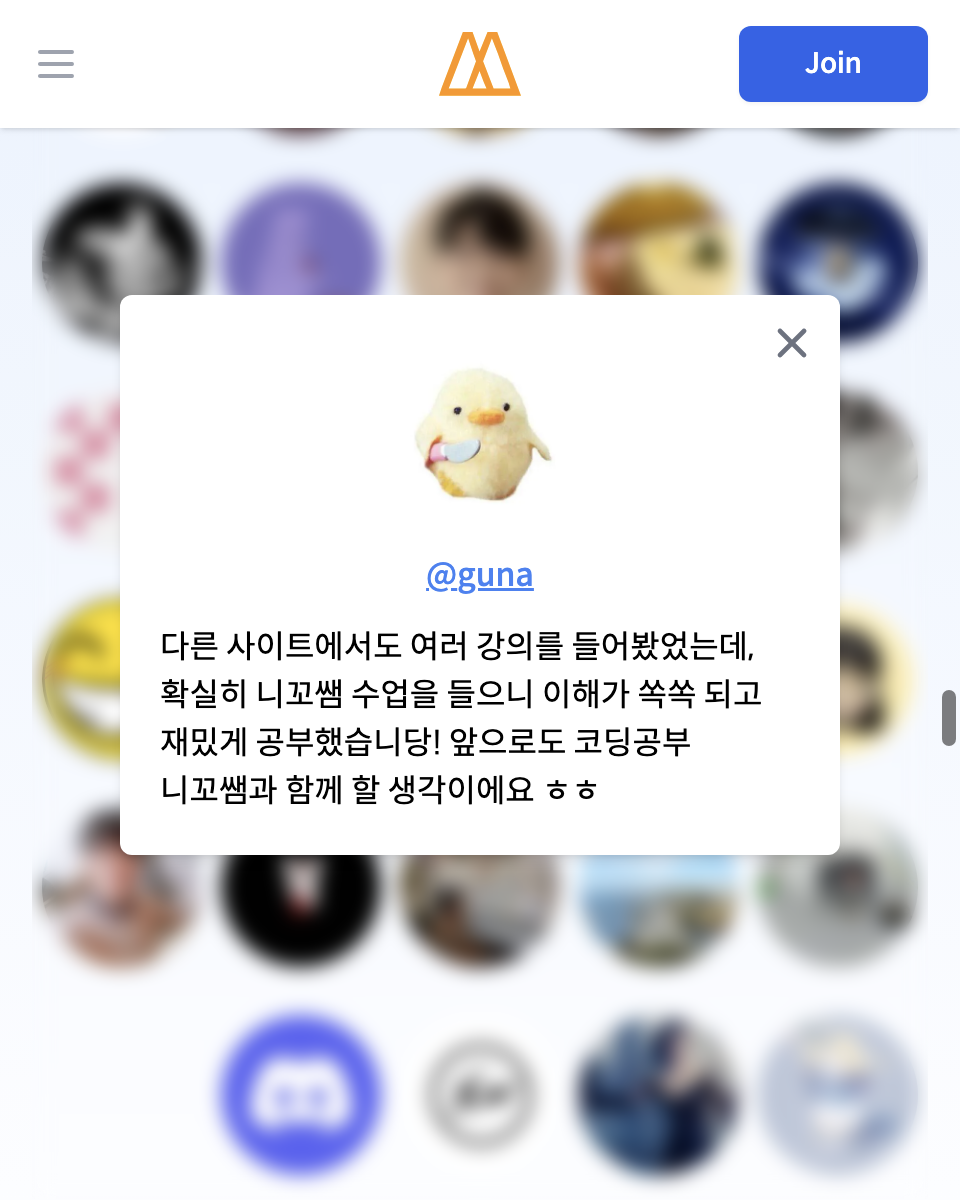 Join
@guna
다른 사이트에서도 여러 강의를 들어봤었는데,
확실히 니꼬쌤 수업을 들으니 이해가 쏙쏙 되고
재밌게 공부했습니당! 앞으로도 코딩공부
니꼬쌤과 함께 할 생각이에요 ㅎㅎ